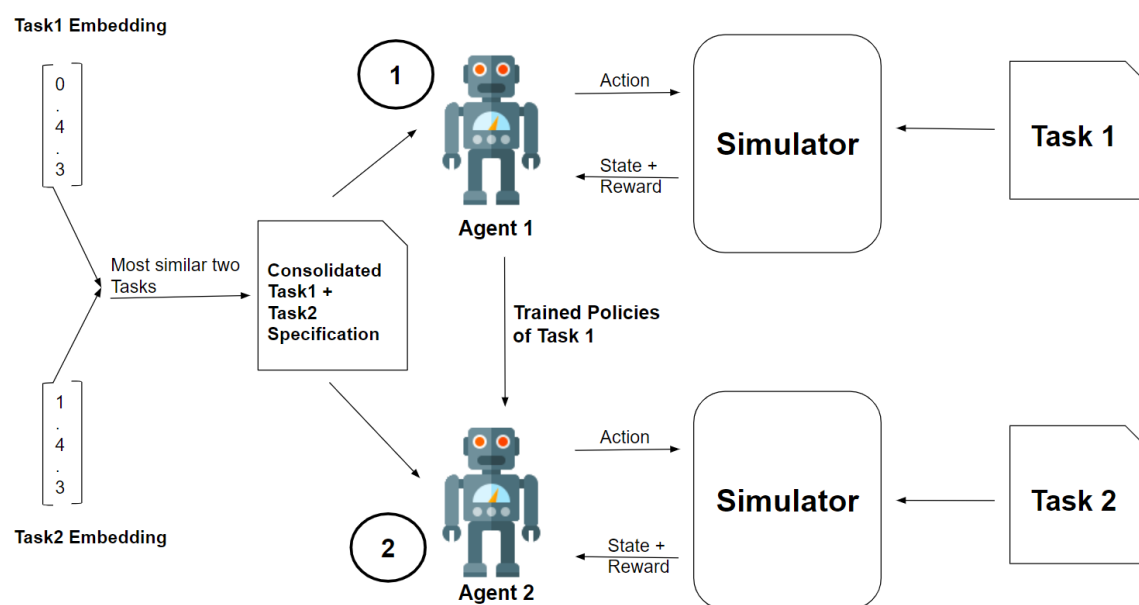 Task1 Embedding
0
.
4
.
3
Most similar two
Tasks
1
.
4
.
3
Task2 Embedding
Consolidated
Task1 +
Task2
Specification
1
Agent 1
Action
State +
Reward
Simulator
Task 1
Trained Policies
of Task 1
2
Agent 2
Action
State +
Reward
Simulator
Task 2